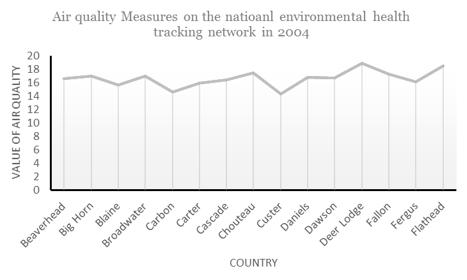 Air quality Measures on the natioanl environmental health
tracking network in 2004
VALUE OF AIR QUALITY
20
18
16
14
12
10
8
6
4
2
0
Beaverhead
Big Horn
Blaine
Broadwater
Carbon
Carter
Cascade
Chouteau
Custer
Daniels
Dawson
Deer Lodge
Fallon
Fergus
Flathead
COUNTRY